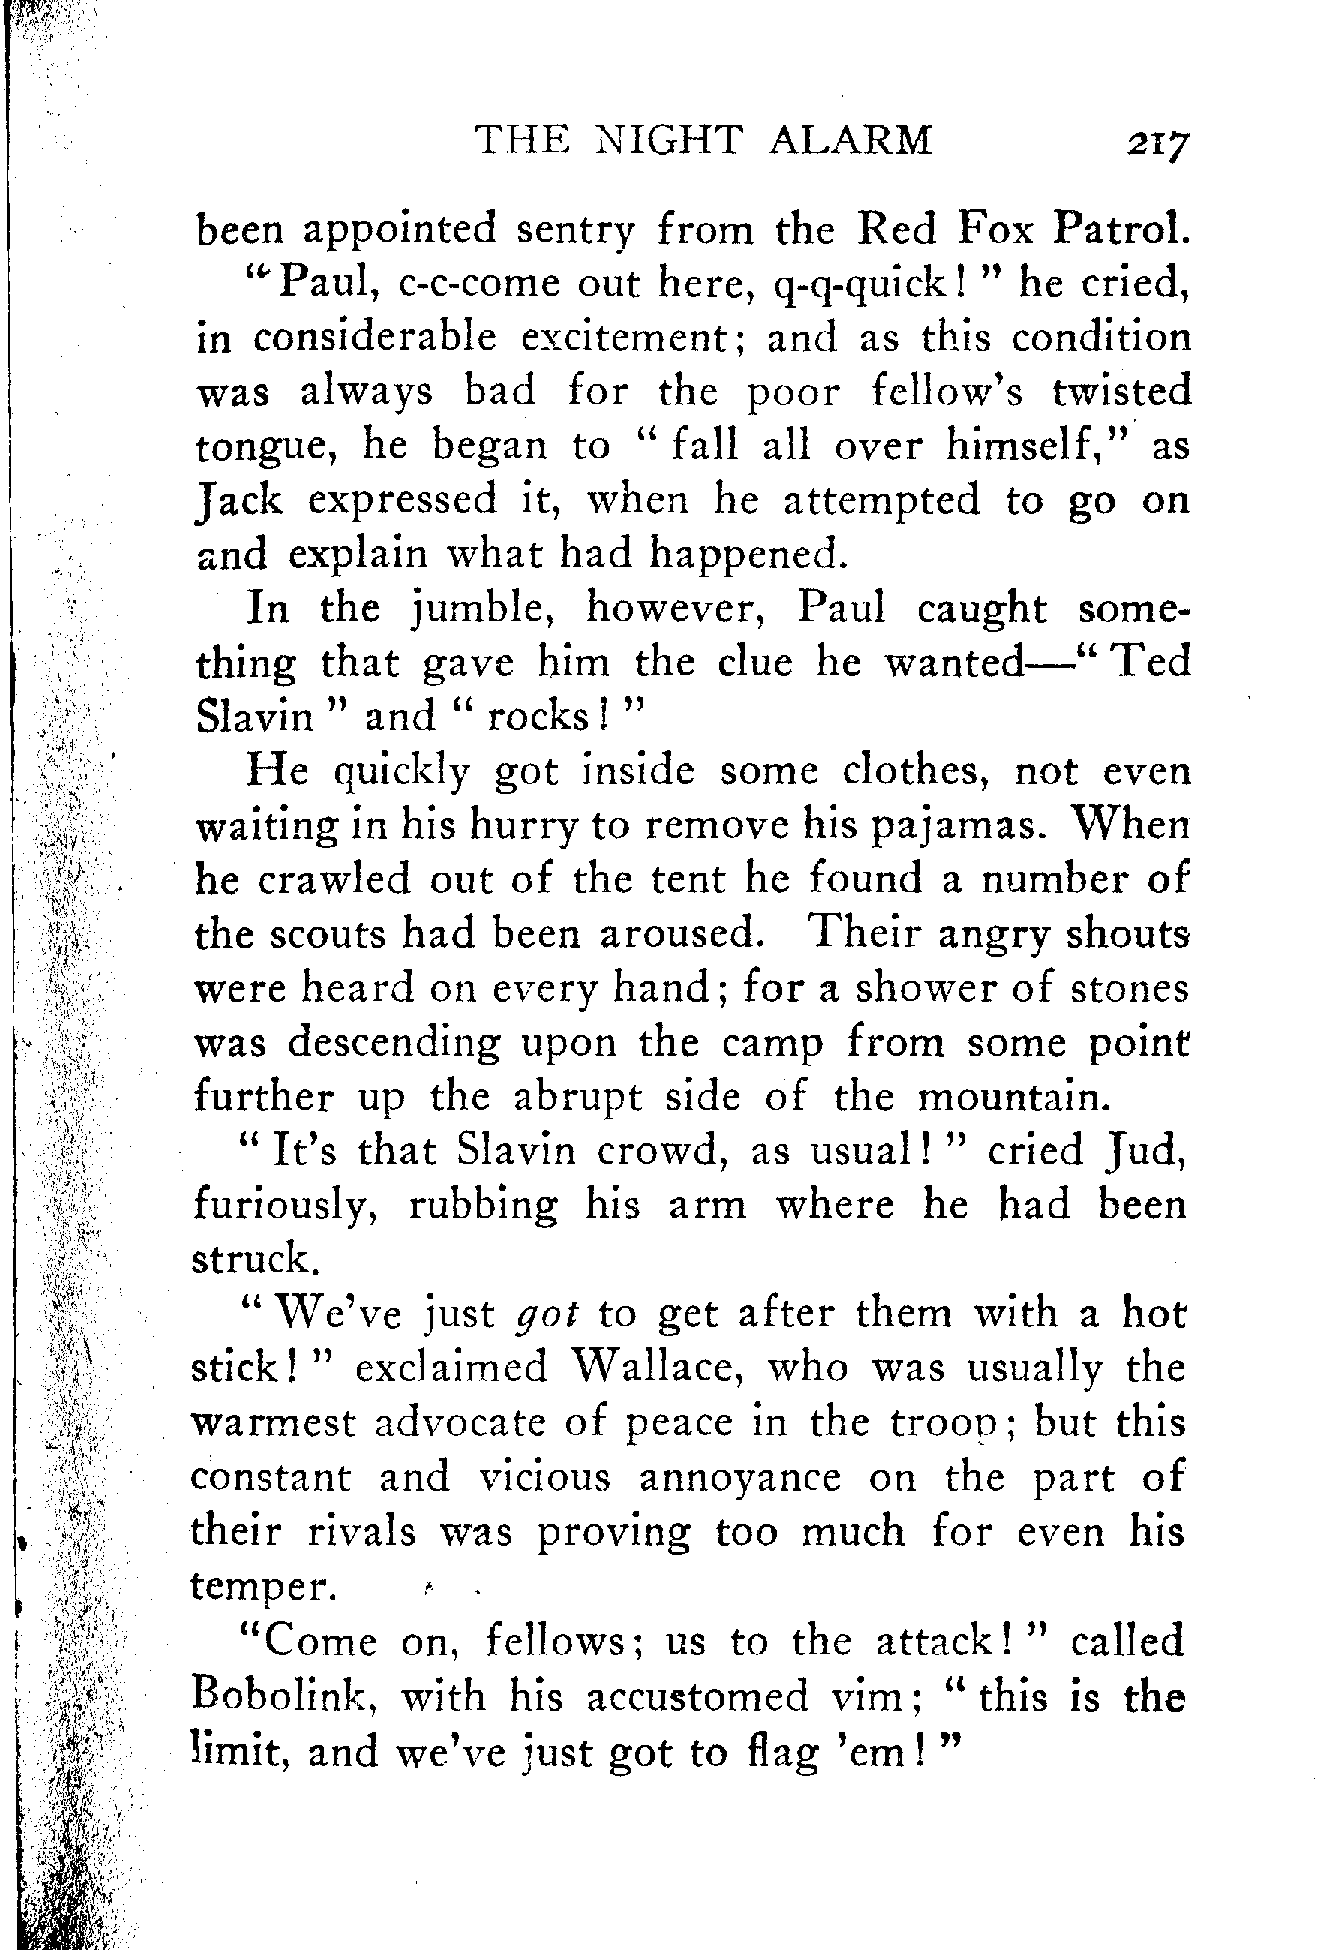 THE NIGHT ALARM 217
been appointed sentry from the Red Fox Patrol.
“Paul, c-c-come out here, q-q-quick! ” he cried,
in considerable excitement; and as this condition
was always bad for the poor fellow’s twisted
tongue, he began to “ fall all over himself,” as
Jack expressed it, when he attempted to go on
and explain what had happened.
In the jumble, however, Paul caught some-
thing that gave him the clue he wanted—“ Ted
Slavin ” and “ rocks! ”
He quickly got inside some clothes, not even
waiting in his hurry to remove his pajamas. When
he crawled out of the tent he found a number of
the scouts had been aroused. Their angry shouts
were heard on every hand; for a shower of stones
was descending upon the camp from some point
further up the abrupt side of the mountain.
“ It’s that Slavin crowd, as usual! ” cried Jud,
furiously, rubbing his arm where he had been
struck.
“ We’ve just got to get after them with a hot
stick! ” exclaimed Wallace, who was usually the
warmest advocate of peace in the troop; but this
constant and vicious annoyance on the part of
their rivals was proving too much for even his
temper.
“Come on, fellows; us to the attack! ” called
Bobolink, with his accustomed vim; “ this is the
limit, and we’ve just got to flag ’em! ”